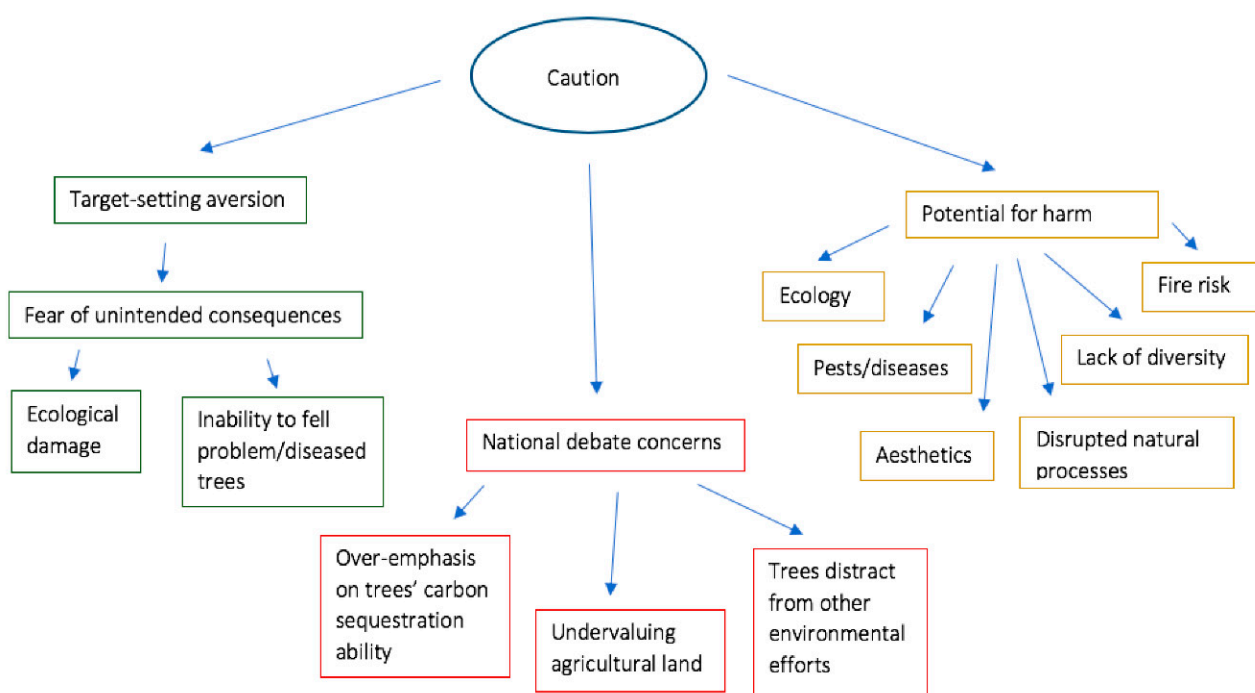 Caution
Target-setting aversion
Fear of unintended consequences
Ecological
damage
Inability to fell
problem/diseased
trees
National debate concerns
Over-emphasis
on trees’ carbon
sequestration
ability
Undervaluing
agricultural land
Trees distract
from other
environmental
efforts
Potential for harm
Ecology
Pests/diseases
Aesthetics
Disrupted natural
processes
Lack of diversity
Fire risk